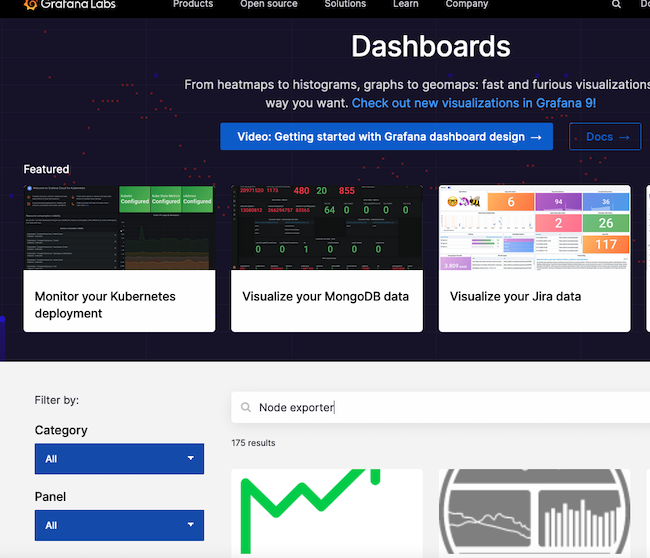 Grafana Labs
Products Open source Solutions Learn Company
Dashboards
From heatmaps to histograms, graphs to geomaps: fast and furious visualizations
way you want. Check out new visualizations in Grafana 9!
Video: Getting started with Grafana dashboard design →
Docs →
Featured
Configured Configured Configured
480 20 855
64 0 0 0 0
0 0 1 0 0 0
6 94 36
2 26
117
Monitor your Kubernetes
deployment
Visualize your MongoDB data
Visualize your Jira data
Filter by:
Node exporter
Category
175 results
All
Panel
All